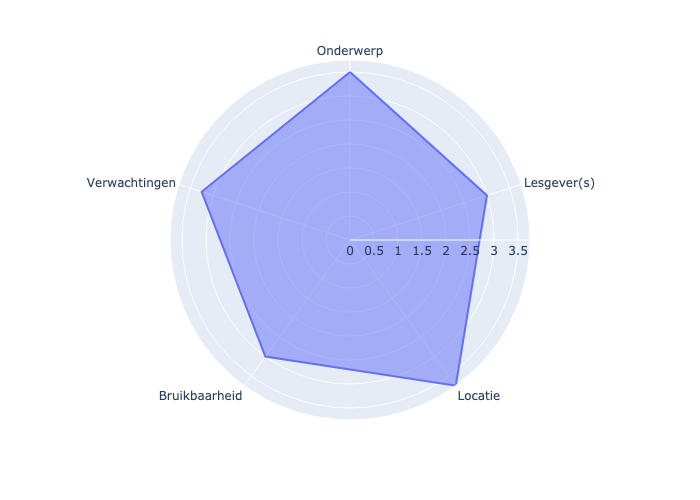 Onderwerp
Verwachtingen
Lesgever(s)
0 0.5 1 1.5 2 2.5 3 3.5
Bruikbaarheid
Locatie